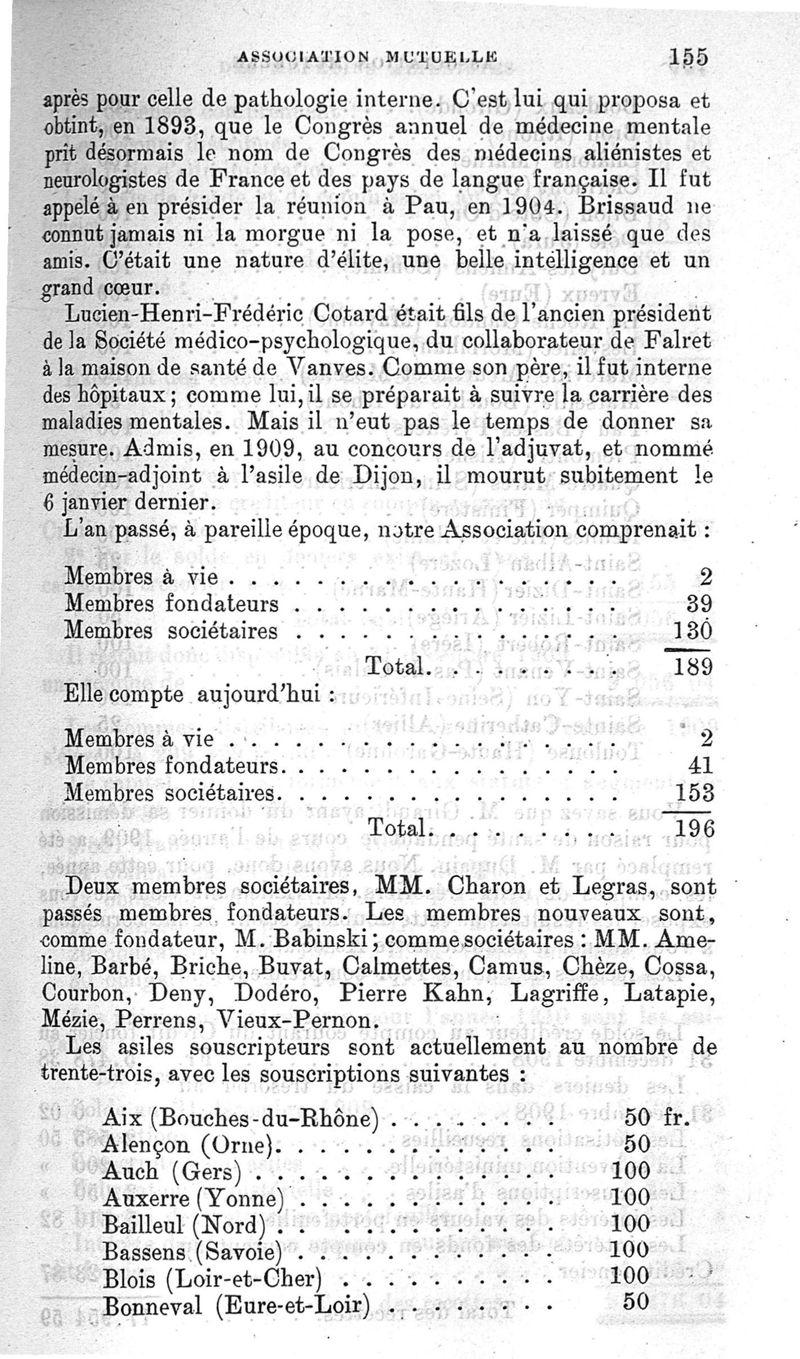 ASSOCIATION MUTUELLE 155
après pour celle de pathologie interne. C'est lui qui proposa et
obtint, en 1893, que le Congrès annuel de médecine mentale
prît désormais le nom de Congrès des médecins aliénistes et
neurologistes de France et des pays de langue française. Il fut
appelé à en présider la réunion à Pau, en 1904. Brissaud ne
connut jamais ni la morgue ni la pose, et n'a laissé que des
amis. C'était une nature d'élite, une belle intelligence et un
grand cœur.
Lucien-Henri-Frédéric Cotard était fils de l'ancien président
de la Société médico-psychologique, du collaborateur de Falret
à la maison de santé de Vanves. Comme son père, il fut interne
des hôpitaux; comme lui, il se préparait à suivre la carrière des
maladies mentales. Mais il n'eut pas le temps de donner sa
mesure. Admis, en 1909, au concours de l'adjuvat, et nommé
médecin-adjoint à l'asile de Dijon, il mourut subitement le
6 janvier dernier.
L'an passé, à pareille époque, notre Association comprenait :
Membres à vie . . . . . . . . . . . . . . 2
Membres fondateurs . . . . . . . . . . . . 39
Membres sociétaires . . . . . . . . . . . . 130
Total. . . . . . . . 189
Elle compte aujourd'hui :
Membres à vie . . . . . . . . . . . . . . 2
Membres fondateurs. . . . . . . . . . . . 41
Membres sociétaires. . . . . . . . . . . . 153
Total. . . . . . . . 196
Deux membres sociétaires, MM. Charon et Legras, sont
passés membres fondateurs. Les membres nouveaux sont,
comme fondateur, M. Babinski; comme sociétaires : MM. Ame-
line, Barbé, Briche, Buvat, Calmettes, Camus, Chèze, Cossa,
Courbon, Deny, Dodéro, Pierre Kahn, Lagriffe, Latapie,
Mézie, Perrens, Vieux-Pernon.
Les asiles souscripteurs sont actuellement au nombre de
trente-trois, avec les souscriptions suivantes :
Aix (Bouches-du-Rhône) . . . . . . . . 50 fr.
Alençon (Orne). . . . . . . . . . . . 50
Auch (Gers) . . . . . . . . . . . . . 100
Auxerre (Yonne) . . . . . . . . . . . 100
Bailleul (Nord) . . . . . . . . . . . . 100
Bassens (Savoie) . . . . . . . . . . . 100
Blois (Loir-et-Cher) . . . . . . . . . . 100
Bonneval (Eure-et-Loir) . . . . . . . . 50